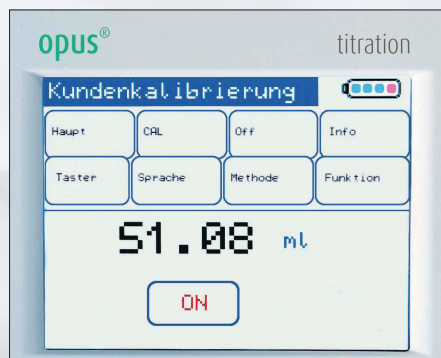 opus® titration
Kundenkalibrierung
Haupt CAL Off Info
Taster Sprache Methode Funktion
51.08 ml
ON